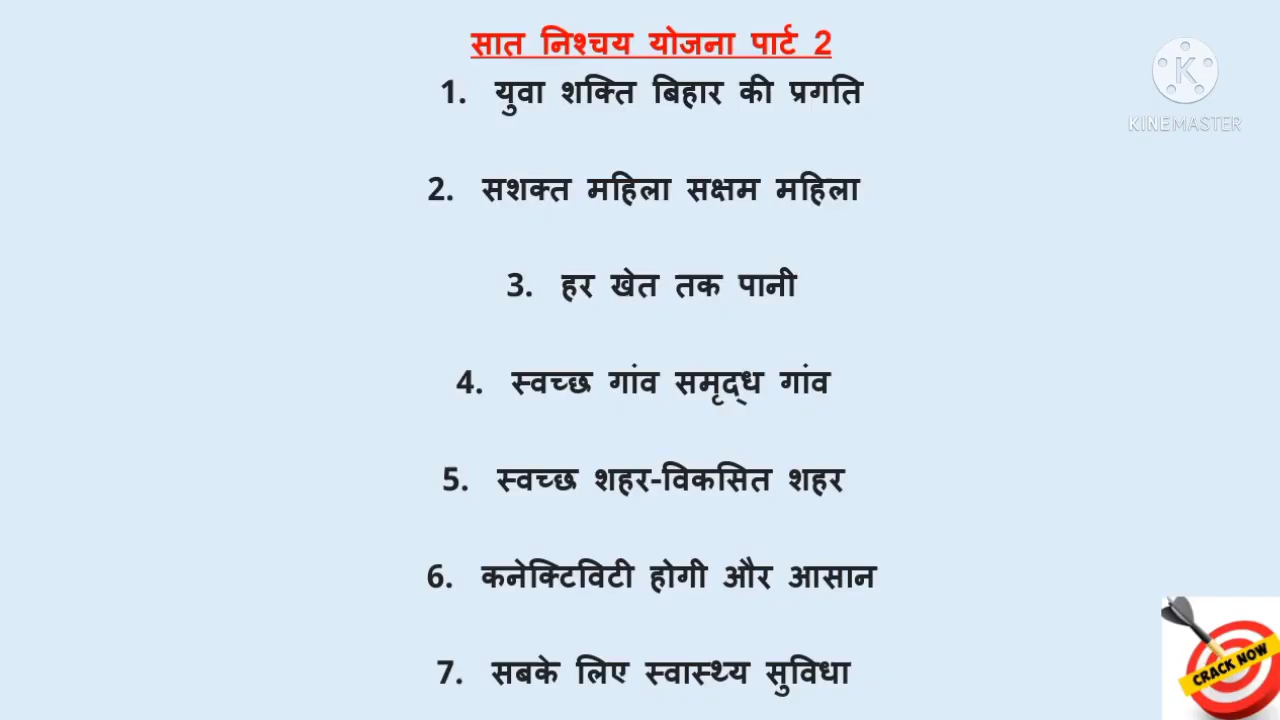 सात निश्चय योजना पार्ट 2
1. युवा शक्ति बिहार की प्रगति
K
KINEMASTER
2. सशक्त महिला सक्षम महिला
3. हर खेत तक पानी
4. स्वच्छ गांव समृद्ध गांव
5. स्वच्छ शहर-विकसित शहर
6. कनेक्टिविटी होगी और आसान
7. सबके लिए स्वास्थ्य सुविधा
CRACK NOW